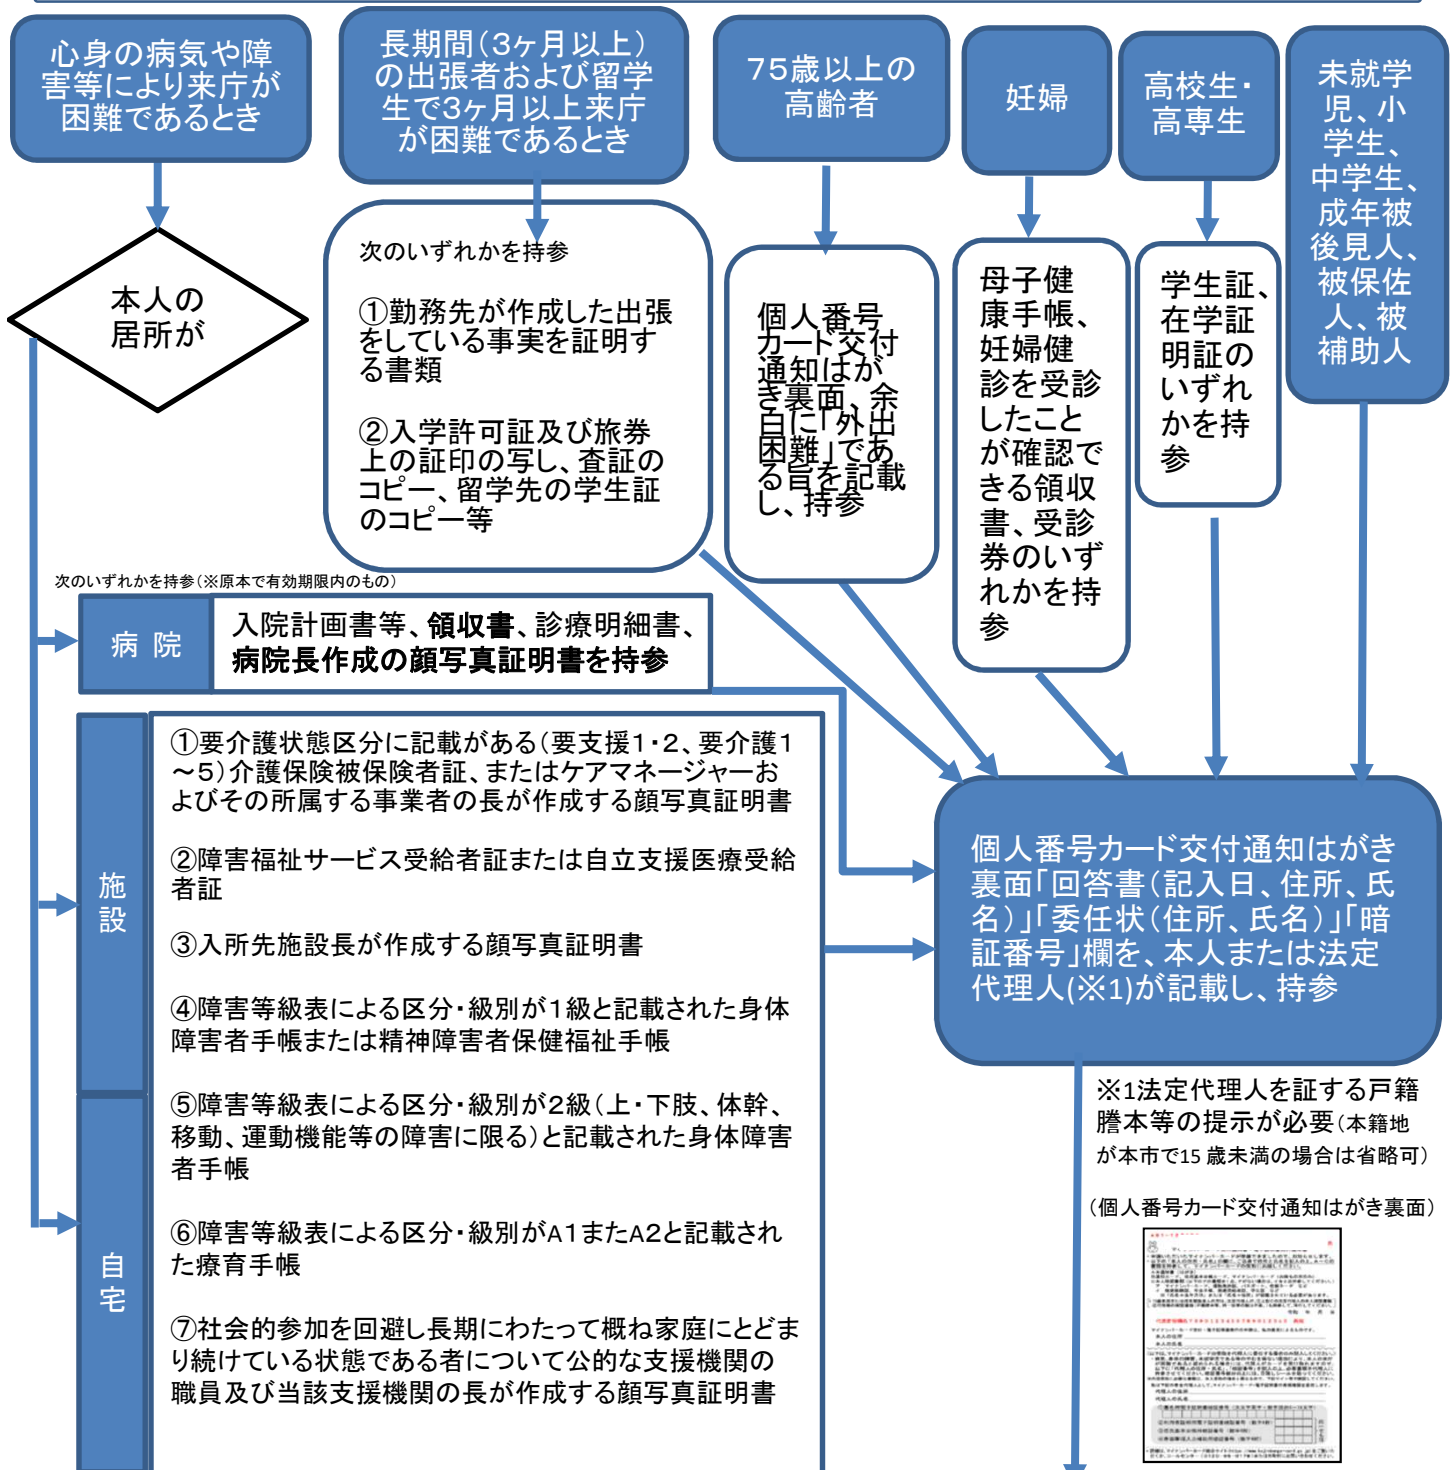 心身の病気や障
害等により来庁が
困難であるとき
長期間(3ヶ月以上)
の出張者および留学
生で3ヶ月以上来庁
が困難であるとき
75歳以上の
高齢者
妊婦
高校生・
高専生
未就学
児、小
学生、
中学生、
成年被
後見人、
被保佐
人、被
補助人
本人の
居所が
次のいずれかを持参
①勤務先が作成した出張
をしている事実を証明す
る書類
②入学許可証及び旅券
上の証印の写し、査証の
コピー、留学先の学生証
のコピー等
個人番号
カード交付
通知はが
き裏面、余
白に「外出
困難」であ
る旨を記載
し、持参
母子健
康手帳、
妊婦健
診を受診
したこと
が確認で
きる領収
書、受診
券のいず
れかを持
参
学生証、
在学証
明証の
いずれ
かを持
参
次のいずれかを持参(※原本で有効期限内のもの)
病 院
入院計画書等、領収書、診療明細書、
病院長作成の顔写真証明書を持参
施
設
自
宅
①要介護状態区分に記載がある(要支援1・2、要介護1
～5)介護保険被保険者証、またはケアマネージャーお
よびその所属する事業者の長が作成する顔写真証明書
②障害福祉サービス受給者証または自立支援医療受給
者証
③入所先施設長が作成する顔写真証明書
④障害等級表による区分・級別が1級と記載された身体
障害者手帳または精神障害者保健福祉手帳
⑤障害等級表による区分・級別が2級(上・下肢、体幹、
移動、運動機能等の障害に限る)と記載された身体障害
者手帳
⑥障害等級表による区分・級別がA1またA2と記載され
た療育手帳
⑦社会的参加を回避し長期にわたって概ね家庭にとどま
り続けている状態である者について公的な支援機関の
職員及び当該支援機関の長が作成する顔写真証明書
個人番号カード交付通知はがき
裏面「回答書(記入日、住所、氏
名)」「委任状(住所、氏名)」「暗
証番号」欄を、本人または法定
代理人(※1)が記載し、持参
※1法定代理人を証する戸籍
謄本等の提示が必要(本籍地
が本市で15 歳未満の場合は省略可)
(個人番号カード交付通知はがき裏面)